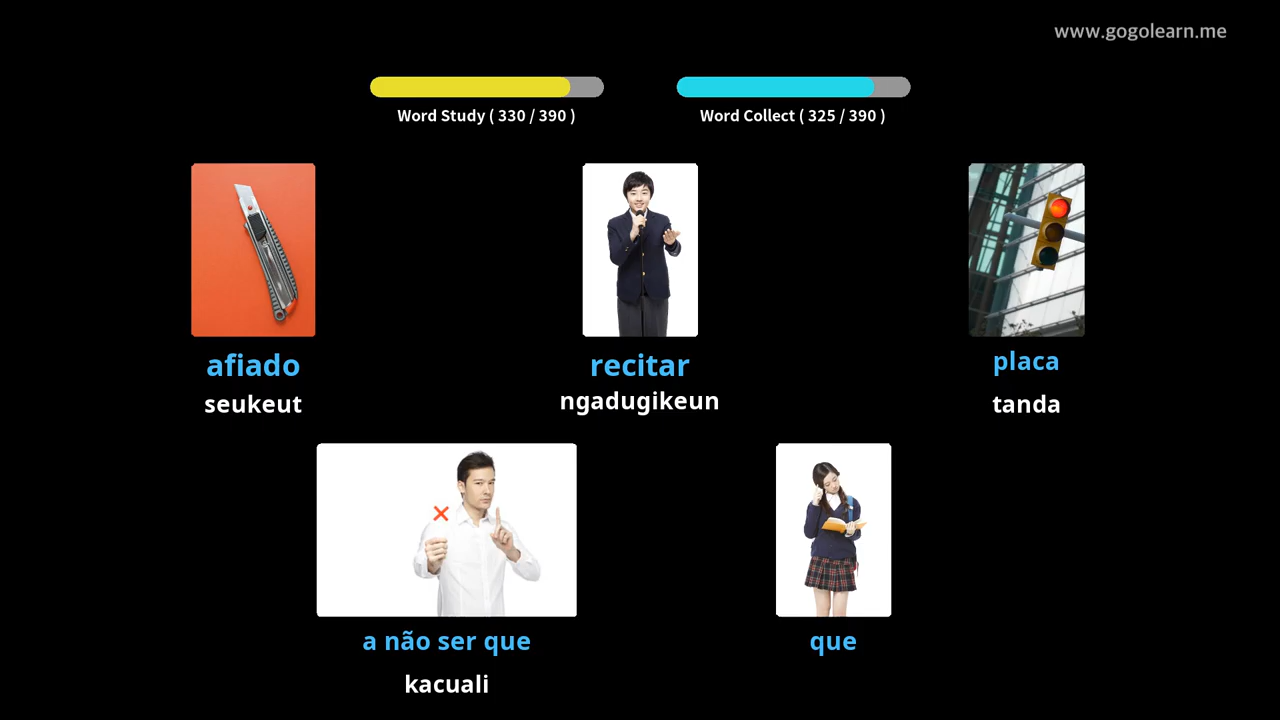 www.gogolearn.me
Word Study ( 330 / 390 )
Word Collect ( 325 / 390 )
afiado
recitar
placa
seukeut
ngadugikeun
tanda
a não ser que
que
kacuali